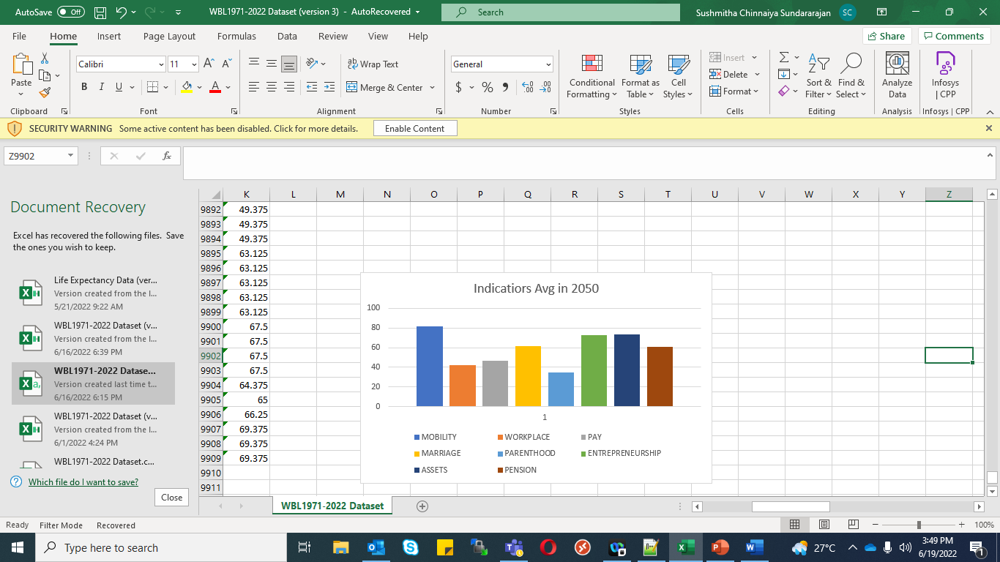 AutoSave Off WBL1971-2022 Dataset (version 3) - AutoRecovered Search Sushmitha Chinnaiya Sundararajan SC
File Home Insert Page Layout Formulas Data Review View Help Share Comments
Paste Calibri 11 Wrap Text General Conditional Formatting Format as Table Cell Styles Insert Sort & Filter Find & Select Analyze Data Infosys | CPP
B I U Merge & Center $ % Delete
Format
Clipboard Font Alignment Number Styles Cells Editing Analysis Infosys | CPP
SECURITY WARNING Some active content has been disabled. Click for more details. Enable Content
Z9902 fx
Document Recovery
Excel has recovered the following files. Save
the ones you wish to keep.
Life Expectancy Data (ver...
Version created from the l...
5/21/2022 9:22 AM
WBL1971-2022 Dataset (v...
Version created from the l...
6/16/2022 6:39 PM
WBL1971-2022 Datase...
Version created last time t...
6/16/2022 6:15 PM
WBL1971-2022 Dataset (v...
Version created from the l...
6/1/2022 4:24 PM
WBL1971-2022 Dataset.c...
Which file do I want to save?
Close
K L M N O P Q R S T U V W X Y Z
9892 49.375
9893 49.375
9894 49.375
9895 63.125
9896 63.125
9897 63.125
9898 63.125
9899 63.125
9900 67.5
9901 67.5
9902 67.5
9903 67.5
9904 64.375
9905 65
9906 66.25
9907 69.375
9908 69.375
9909 69.375
9910
9911
Indicatiors Avg in 2050
100
80
60
40
20
0
1
MOBILITY WORKPLACE PAY
MARRIAGE PARENTHOOD ENTREPRENEURSHIP
ASSETS PENSION
WBL1971-2022 Dataset
Ready Filter Mode Recovered 100%
Type here to search 27°C 3:49 PM
6/19/2022 1